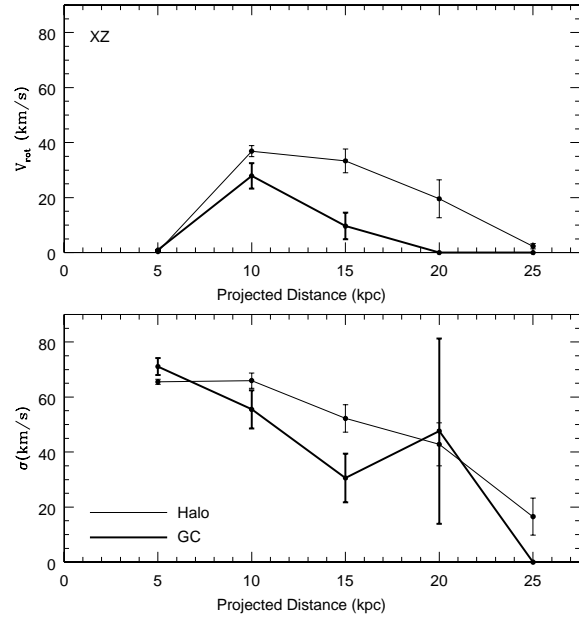 80
60
40
20
0
V_rot (km/s)
XZ
0 5 10 15 20 25
Projected Distance (kpc)
80
60
40
20
0
σ(km/s)
Halo
GC
0 5 10 15 20 25
Projected Distance (kpc)